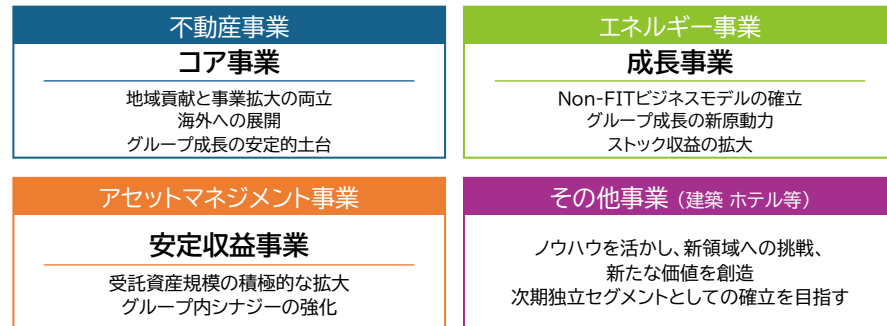 不動産事業
コア事業
地域貢献と事業拡大の両立
海外への展開
グループ成長の安定的土台
エネルギー事業
成長事業
Non-FITビジネスモデルの確立
グループ成長の新原動力
ストック収益の拡大
アセットマネジメント事業
安定収益事業
受託資産規模の積極的な拡大
グループ内シナジーの強化
その他事業（建築 ホテル等）
ノウハウを活かし、新領域への挑戦、
新たな価値を創造
次期独立セグメントとしての確立を目指す